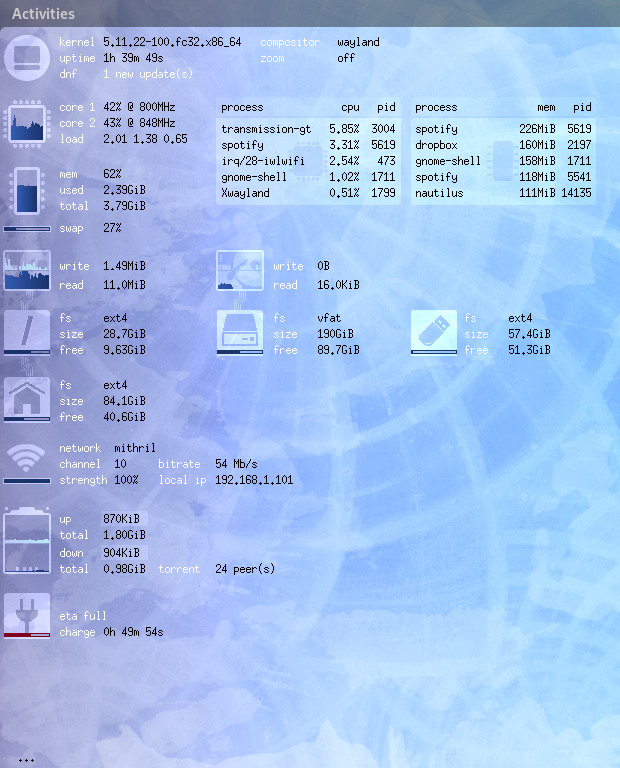 Activities
kernel 5.11.22-100.fc32.x86_64 compositor wayland
uptime 1h 39m 49s zoom off
dnf 1 new update(s)
core 1 42% @ 800MHz process cpu pid process mem pid
core 2 43% @ 848MHz transmission-gt 5.85% 3004 spotify 226MiB 5619
load 2.01 1.38 0.65 spotify 3.31% 5619 dropbox 160MiB 2197
irq/28-iwlwifi 2.54% 473 gnome-shell 158MiB 1711
mem 62% gnome-shell 1.02% 1711 spotify 118MiB 5541
used 2.39GiB Xwayland 0.51% 1799 nautilus 111MiB 14135
total 3.79GiB
swap 27%
write 1.49MiB write 0B
read 11.0MiB read 16.0KiB
fs ext4 fs vfat fs ext4
size 28.7GiB size 190GiB size 57.4GiB
free 9.63GiB free 89.7GiB free 51.3GiB
fs ext4
size 84.1GiB
free 40.6GiB
network mithril
channel 10 bitrate 54 Mb/s
strength 100% local ip 192.168.1.101
up 870KiB
total 1.80GiB
down 904KiB
total 0.98GiB torrent 24 peer(s)
eta full
charge 0h 49m 54s
...